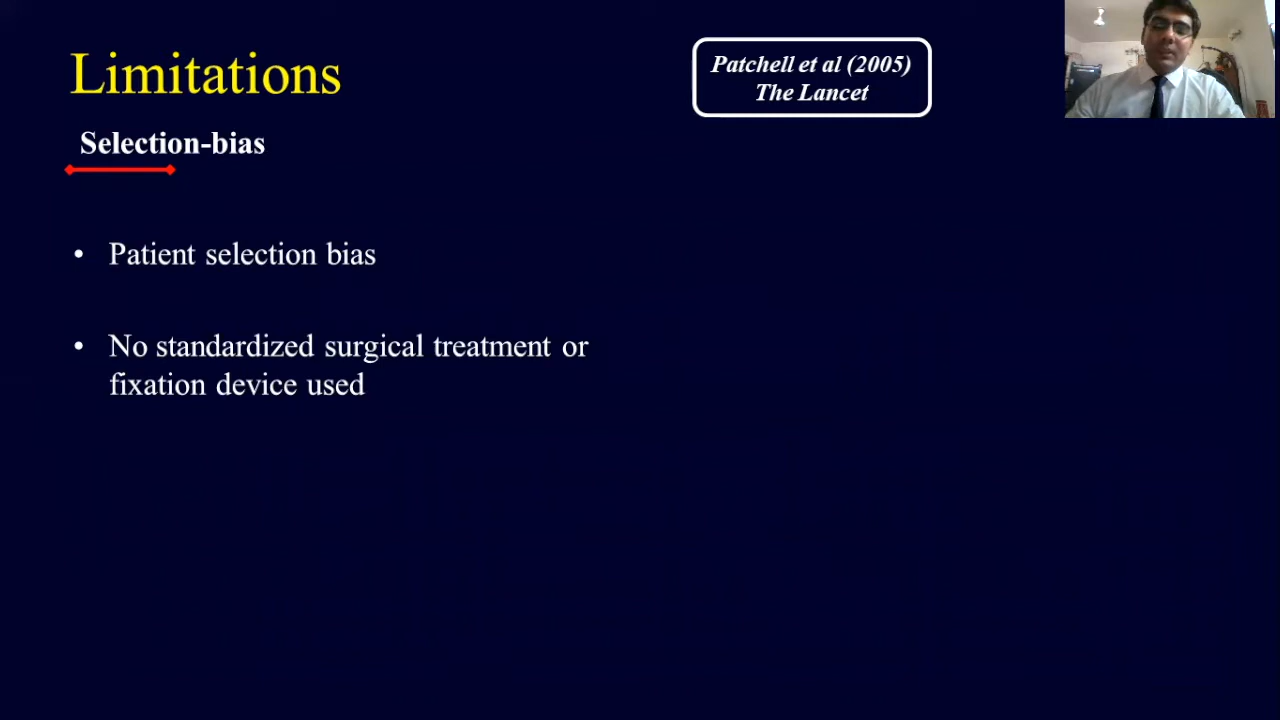 Limitations
Patchell et al (2005)
The Lancet
Selection-bias
• Patient selection bias
• No standardized surgical treatment or
fixation device used